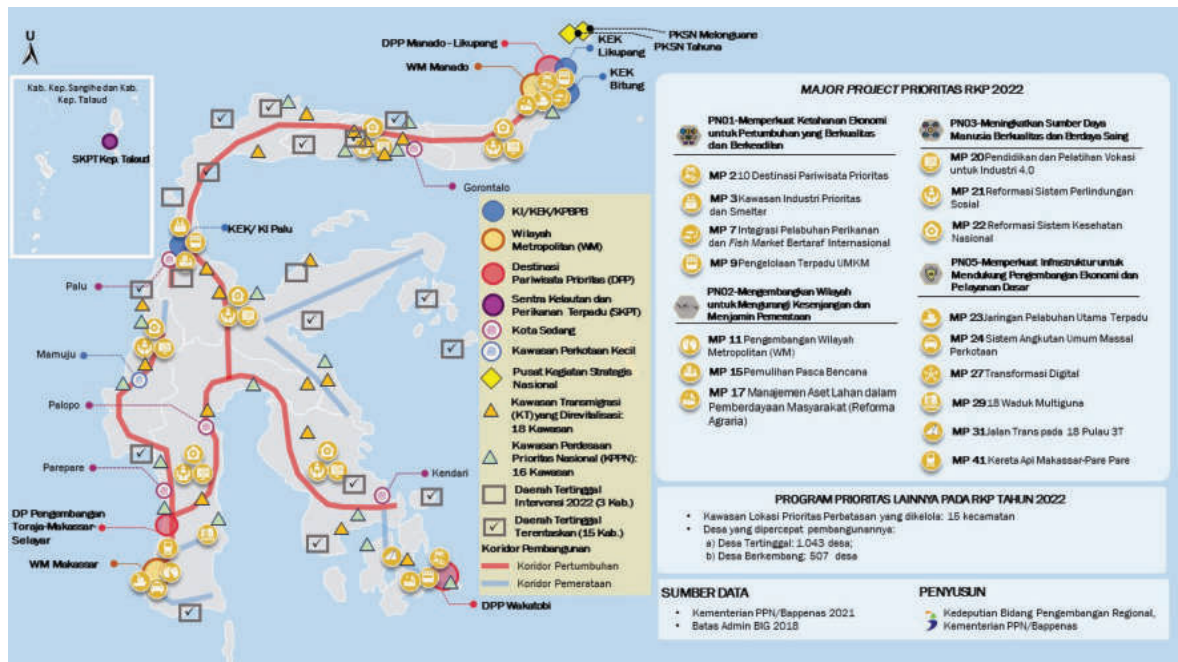 U
Kab. Kep. Sangihe dan Kab.
Kep. Talaud
SKPT Kep. Talaud
DPP Manado - Likupang
WM Manado
PKSN Melonguane
PKSN Tahuna
KEK
Likupang
KEK
Bitung
Gorontalo
KEK/ KI Palu
Palu
Mamuju
Palopo
Parepare
DP Pengembangan
Toraja-Makassar-
Selayar
WM Makassar
Kendari
DPP Wakatobi
KI/KEK/KPBPB
Wilayah
Metropolitan (WM)
Destinasi
Pariwisata Prioritas (DPP)
Sentra Kelautan dan
Perikanan Terpadu (SKPT)
Kota Sedang
Kawasan Perkotaan Kecil
Pusat Kegiatan Strategis
Nasional
Kawasan Transmigrasi
(KT) yang Direvitalisasi:
18 Kawasan
Kawasan Perdesaan
Prioritas Nasional (KPPN):
16 Kawasan
Daerah Tertinggal
Intervensi 2022 (3 Kab.)
Daerah Tertinggal
Terentaskan (15 Kab.)
Koridor Pembangunan
Koridor Pertumbuhan
Koridor Pemerataan
MAJOR PROJECT PRIORITAS RKP 2022
PN01-Memperkuat Ketahanan Ekonomi
untuk Pertumbuhan yang Berkualitas
dan Berkeadilan
MP 2 10 Destinasi Pariwisata Prioritas
MP 3 Kawasan Industri Prioritas
dan Smelter
MP 7 Integrasi Pelabuhan Perikanan
dan Fish Market Bertaraf Internasional
MP 9 Pengelolaan Terpadu UMKM
PN02-Mengembangkan Wilayah
untuk Mengurangi Kesenjangan dan
Menjamin Pemerataan
MP 11 Pengembangan Wilayah
Metropolitan (WM)
MP 15 Pemulihan Pasca Bencana
MP 17 Manajemen Aset Lahan dalam
Pemberdayaan Masyarakat (Reforma
Agraria)
PN03-Meningkatkan Sumber Daya
Manusia Berkualitas dan Berdaya Saing
MP 20 Pendidikan dan Pelatihan Vokasi
untuk Industri 4.0
MP 21 Reformasi Sistem Perlindungan
Sosial
MP 22 Reformasi Sistem Kesehatan
Nasional
PN05-Memperkuat Infrastruktur untuk
Mendukung Pengembangan Ekonomi dan
Pelayanan Dasar
MP 23 Jaringan Pelabuhan Utama Terpadu
MP 24 Sistem Angkutan Umum Massal
Perkotaan
MP 27 Transformasi Digital
MP 29 18 Waduk Multiguna
MP 31 Jalan Trans pada 18 Pulau 3T
MP 41 Kereta Api Makassar-Pare Pare
PROGRAM PRIORITAS LAINNYA PADA RKP TAHUN 2022
• Kawasan Lokasi Prioritas Perbatasan yang dikelola: 15 kecamatan
• Desa yang dipercepat pembangunannya:
a) Desa Tertinggal: 1.043 desa;
b) Desa Berkembang: 507 desa
SUMBER DATA
• Kementerian PPN/Bappenas 2021
• Batas Admin BIG 2018
PENYUSUN
Kedeputian Bidang Pengembangan Regional,
Kementerian PPN/Bappenas